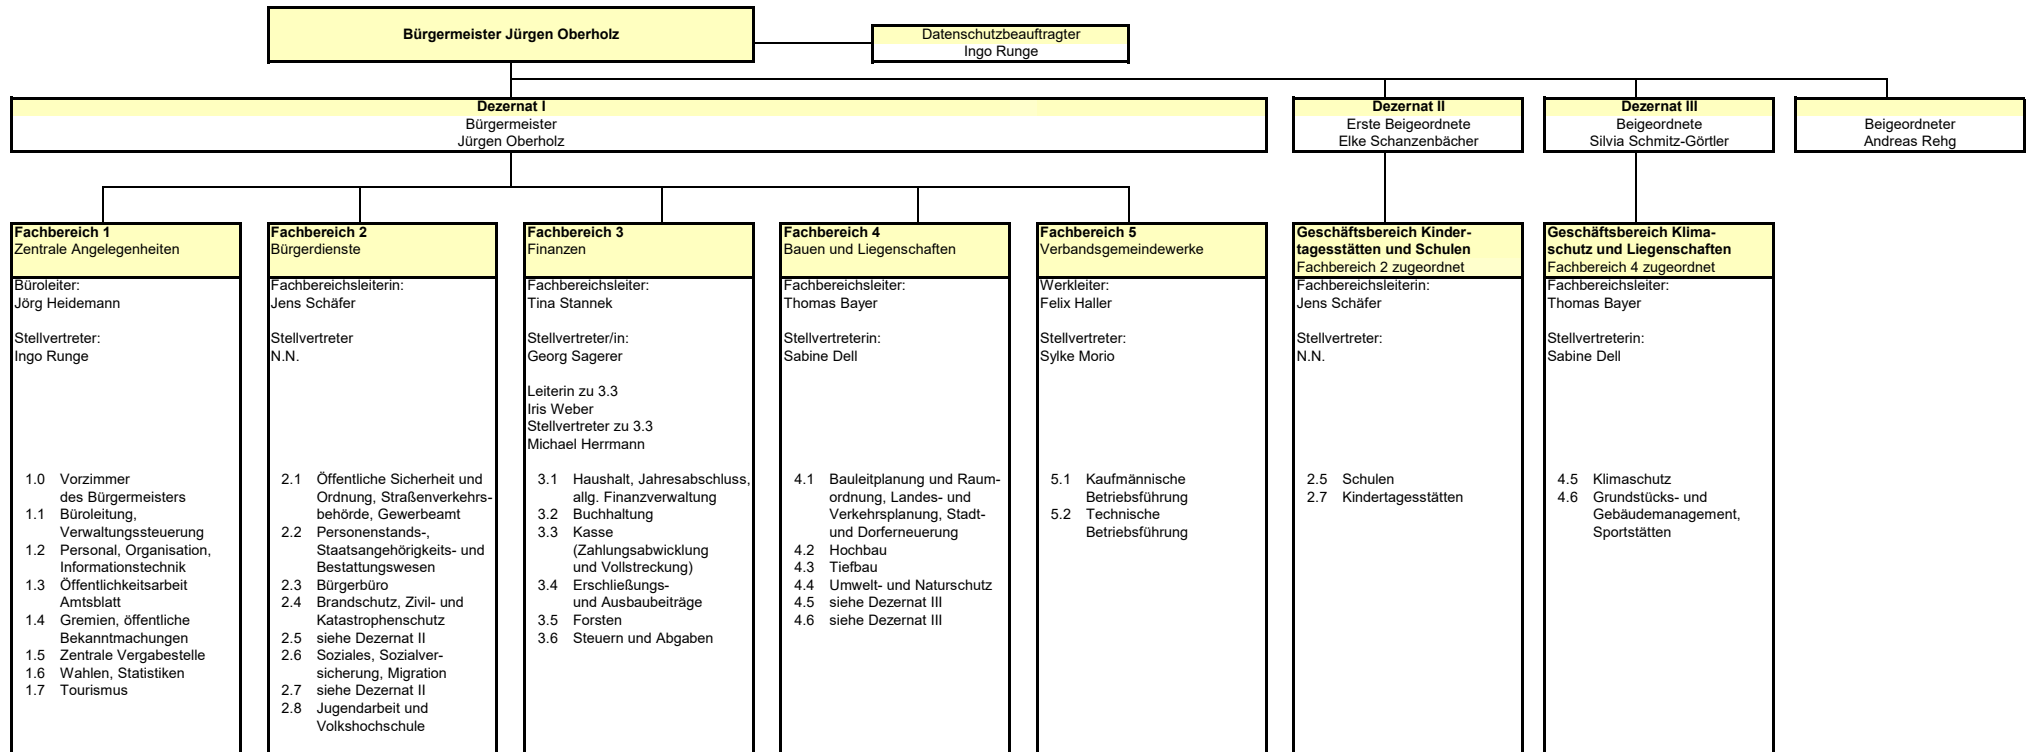 Bürgermeister Jürgen Oberholz
Datenschutzbeauftragter
Ingo Runge
Dezernat I
Bürgermeister
Jürgen Oberholz
Dezernat II
Erste Beigeordnete
Elke Schanzenbächer
Dezernat III
Beigeordnete
Silvia Schmitz-Görtler
Beigeordneter
Andreas Rehg
Fachbereich 1
Zentrale Angelegenheiten
Büroleiter:
Jörg Heidemann
Stellvertreter:
Ingo Runge
1.0 Vorzimmer
des Bürgermeisters
1.1 Büroleitung,
Verwaltungssteuerung
1.2 Personal, Organisation,
Informationstechnik
1.3 Öffentlichkeitsarbeit
Amtsblatt
1.4 Gremien, öffentliche
Bekanntmachungen
1.5 Zentrale Vergabestelle
1.6 Wahlen, Statistiken
1.7 Tourismus
Fachbereich 2
Bürgerdienste
Fachbereichsleiterin:
Jens Schäfer
Stellvertreter
N.N.
2.1 Öffentliche Sicherheit und
Ordnung, Straßenverkehrs-
behörde, Gewerbeamt
2.2 Personenstands-,
Staatsangehörigkeits- und
Bestattungswesen
2.3 Bürgerbüro
2.4 Brandschutz, Zivil- und
Katastrophenschutz
2.5 siehe Dezernat II
2.6 Soziales, Sozialver-
sicherung, Migration
2.7 siehe Dezernat II
2.8 Jugendarbeit und
Volkshochschule
Fachbereich 3
Finanzen
Fachbereichsleiter:
Tina Stannek
Stellvertreter/in:
Georg Sagerer
Leiterin zu 3.3
Iris Weber
Stellvertreter zu 3.3
Michael Herrmann
3.1 Haushalt, Jahresabschluss,
allg. Finanzverwaltung
3.2 Buchhaltung
3.3 Kasse
(Zahlungsabwicklung
und Vollstreckung)
3.4 Erschließungs-
und Ausbaubeiträge
3.5 Forsten
3.6 Steuern und Abgaben
Fachbereich 4
Bauen und Liegenschaften
Fachbereichsleiter:
Thomas Bayer
Stellvertreterin:
Sabine Dell
4.1 Bauleitplanung und Raum-
ordnung, Landes- und
Verkehrsplanung, Stadt-
und Dorferneuerung
4.2 Hochbau
4.3 Tiefbau
4.4 Umwelt- und Naturschutz
4.5 siehe Dezernat III
4.6 siehe Dezernat III
Fachbereich 5
Verbandsgemeindewerke
Werkleiter:
Felix Haller
Stellvertreter:
Sylke Morio
5.1 Kaufmännische
Betriebsführung
5.2 Technische
Betriebsführung
Geschäftsbereich Kinder-
tagesstätten und Schulen
Fachbereich 2 zugeordnet
Fachbereichsleiterin:
Jens Schäfer
Stellvertreter:
N.N.
2.5 Schulen
2.7 Kindertagesstätten
Geschäftsbereich Klima-
schutz und Liegenschaften
Fachbereich 4 zugeordnet
Fachbereichsleiter:
Thomas Bayer
Stellvertreterin:
Sabine Dell
4.5 Klimaschutz
4.6 Grundstücks- und
Gebäudemanagement,
Sportstätten